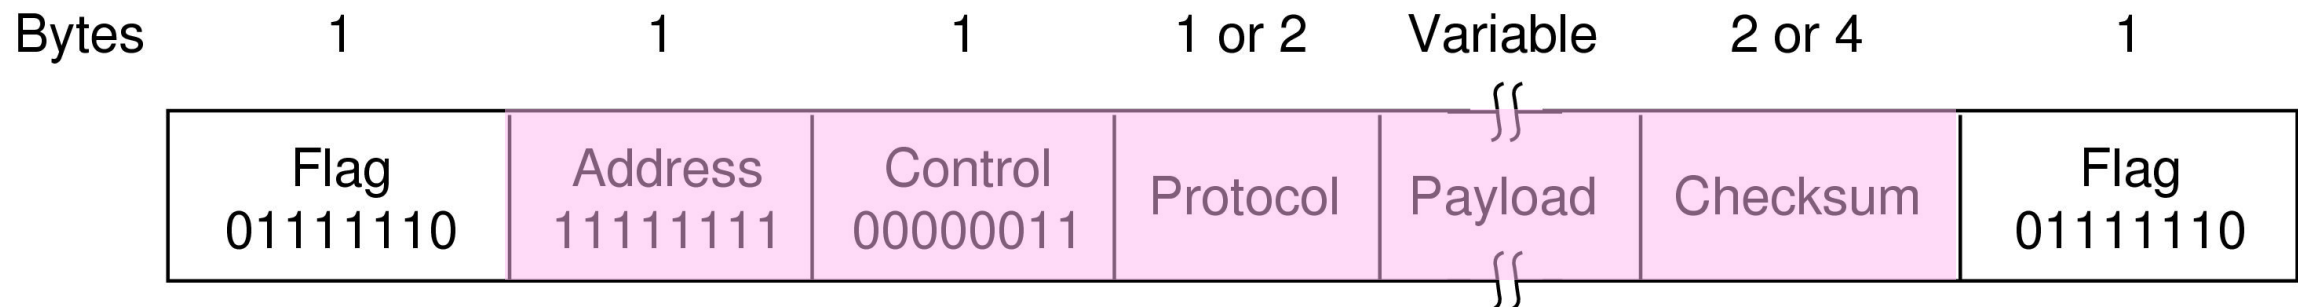 Bytes 1 1 1 1 or 2 Variable 2 or 4 1
Flag Address Control Protocol Payload Checksum Flag
01111110 11111111 00000011 01111110